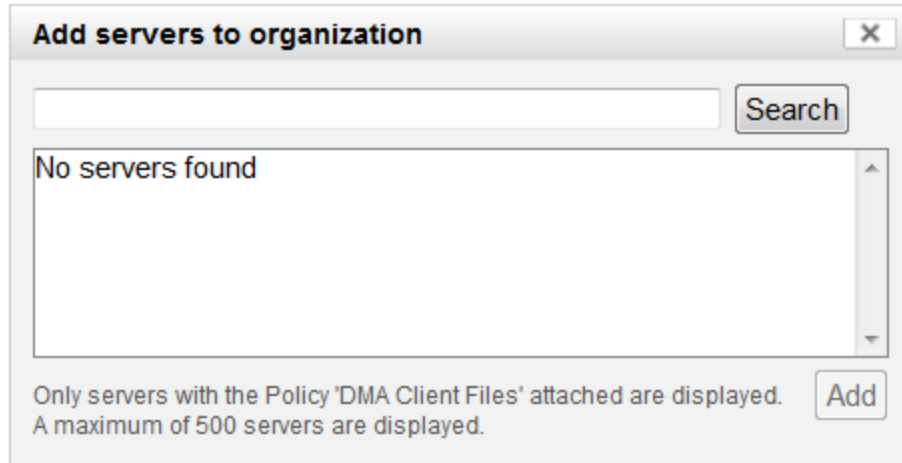 Add servers to organization
Search
No servers found
Only servers with the Policy 'DMA Client Files' attached are displayed.
Add
A maximum of 500 servers are displayed.